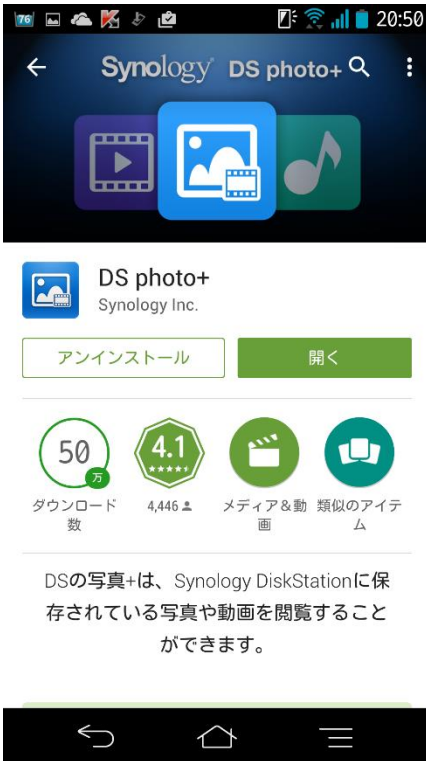 76 20:50
Synology DS photo+
DS photo+
Synology Inc.
アンインストール 開く
50 万 4.1
ダウンロード数 4,446 メディア&動画 類似のアイテム
DSの写真+は、Synology DiskStationに保
存されている写真や動画を閲覧すること
ができます。